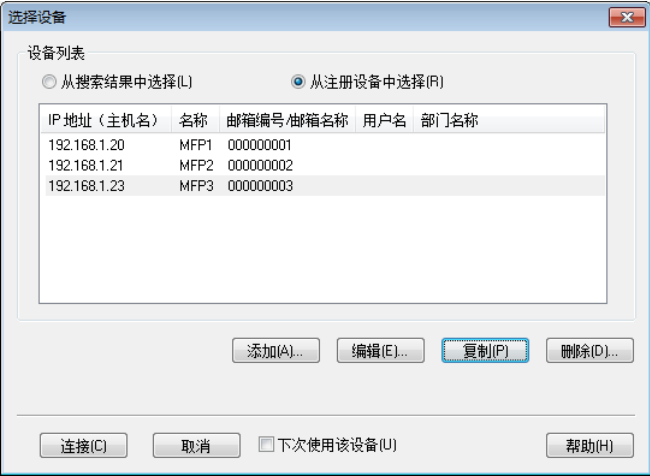 选择设备
设备列表
从搜索结果中选择(L) 从注册设备中选择(R)
IP 地址（主机名） 名称 邮箱编号/邮箱名称 用户名 部门名称
192.168.1.20 MFP1 000000001
192.168.1.21 MFP2 000000002
192.168.1.23 MFP3 000000003
添加(A)... 编辑(E)... 复制(P) 删除(D)...
连接(C) 取消 下次使用该设备(U) 帮助(H)